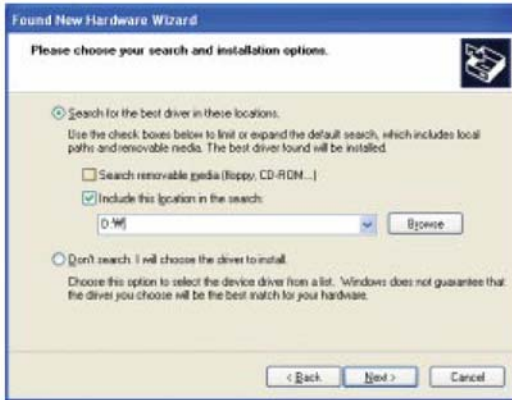 Found New Hardware Wizard
Please choose your search and installation options.
Search for the best driver in these locations.
Use the check boxes below to limit or expand the default search, which includes local
paths and removable media. The best driver found will be installed.
Search removable media (floppy, CD-ROM...)
Include this location in the search:
D:₩
Browse
Don't search. I will choose the driver to install.
Choose this option to select the device driver from a list. Windows does not guarantee that
the driver you choose will be the best match for your hardware.
< Back
Next >
Cancel